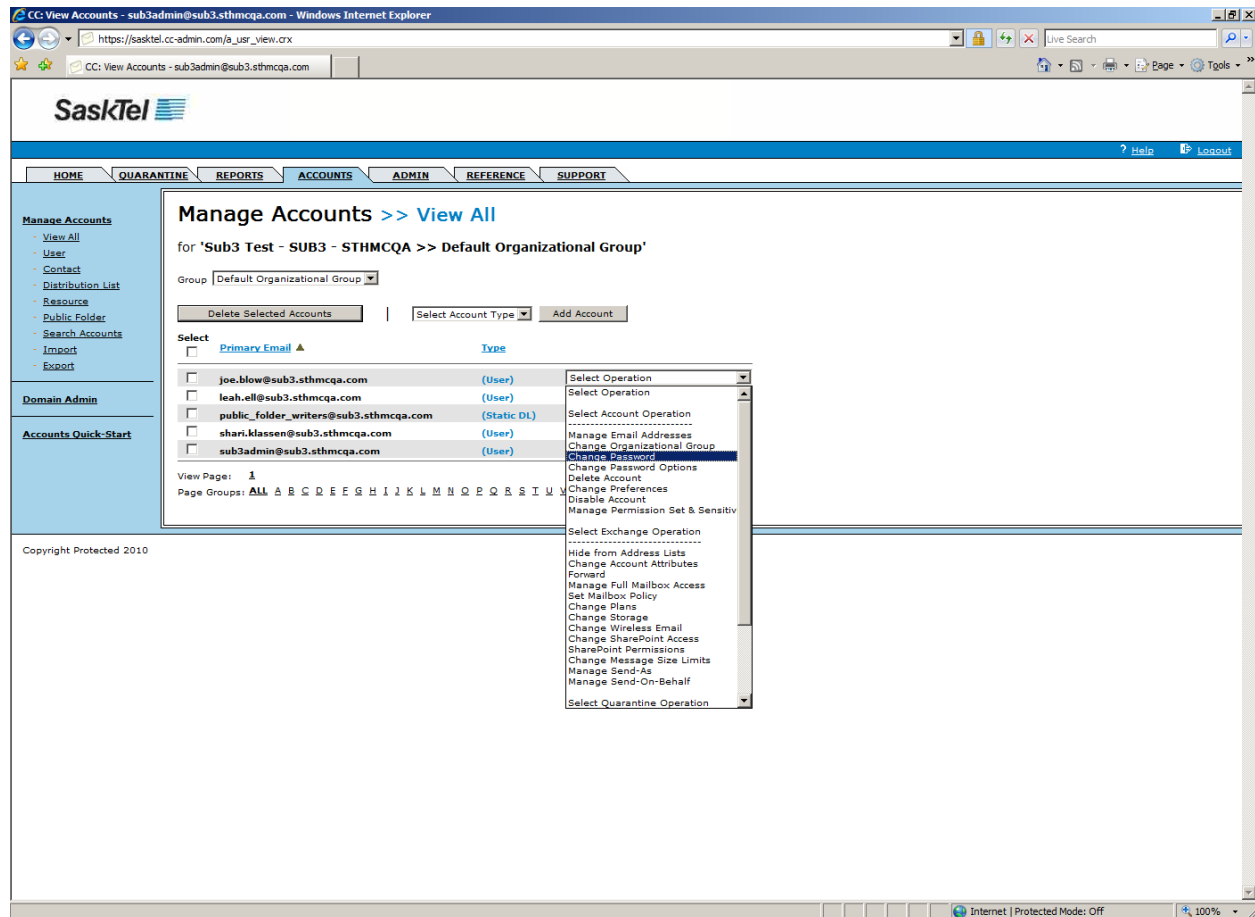 CC: View Accounts - sub3admin@sub3.sthmcqa.com - Windows Internet Explorer
https://sasktel.cc-admin.com/a_usr_view.crx
Live Search
CC: View Accounts - sub3admin@sub3.sthmcqa.com
Page Tools »
SaskTel
? Help Logout
HOME QUARANTINE REPORTS ACCOUNTS ADMIN REFERENCE SUPPORT
Manage Accounts
View All
User
Contact
Distribution List
Resource
Public Folder
Search Accounts
Import
Export
Domain Admin
Accounts Quick-Start
Manage Accounts >> View All
for 'Sub3 Test - SUB3 - STHMCQA >> Default Organizational Group'
Group Default Organizational Group
Delete Selected Accounts | Select Account Type Add Account
Select
Primary Email Type
joe.blow@sub3.sthmcqa.com (User) Select Operation
leah.ell@sub3.sthmcqa.com (User)
public_folder_writers@sub3.sthmcqa.com (Static DL)
shari.klassen@sub3.sthmcqa.com (User)
sub3admin@sub3.sthmcqa.com (User)
View Page: 1
Page Groups: ALL A B C D E F G H I J K L M N O P Q R S T U V
Select Operation
Select Account Operation
----------------------------
Manage Email Addresses
Change Organizational Group
Change Password
Change Password Options
Delete Account
Change Preferences
Disable Account
Manage Permission Set & Sensitiv
Select Exchange Operation
------------------------------
Hide from Address Lists
Change Account Attributes
Forward
Manage Full Mailbox Access
Set Mailbox Policy
Change Plans
Change Storage
Change Wireless Email
Change SharePoint Access
SharePoint Permissions
Change Message Size Limits
Manage Send-As
Manage Send-On-Behalf
Select Quarantine Operation
Copyright Protected 2010
Internet | Protected Mode: Off 100%